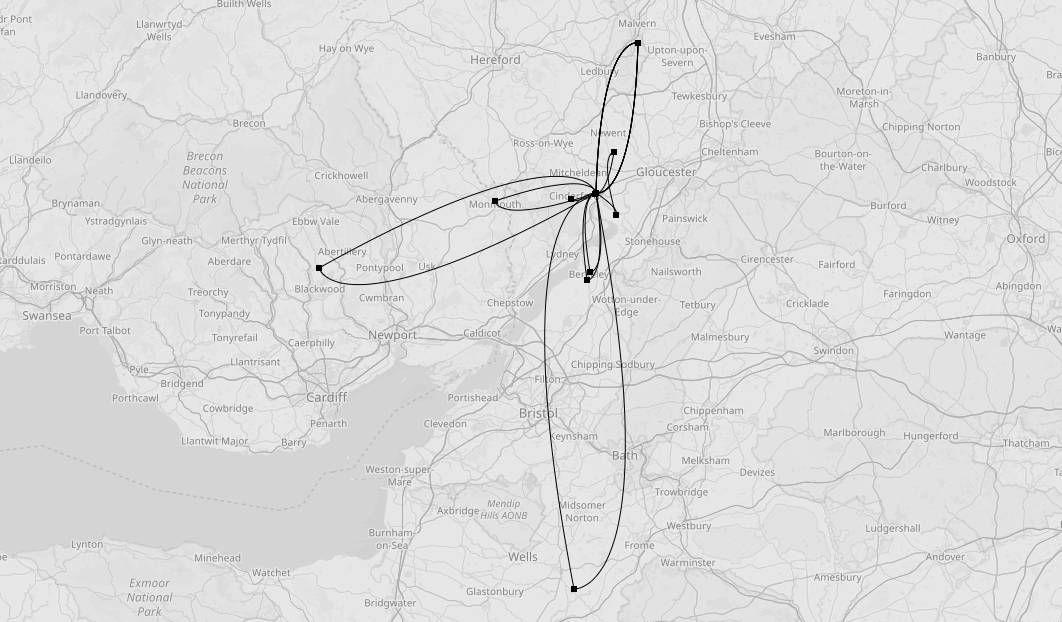 Builth Wells
Malvern
Llanwrtyd
Wells
Evesham
Hay on Wye
Hereford
Upton-upon-
Severn
Banbury
Ledbury
Llandovery
Tewkesbury
Moreton-in-
Marsh
Brecon
Bishop's Cleeve
Chipping Norton
Newent
Ross-on-Wye
Cheltenham
Llandeilo
Brecon
Beacons
National
Park
Bourton-on-
the-Water
Charlbury
Crickhowell
Mitcheldean
Gloucester
Woodstock
Abergavenny
Monmouth
Brynaman
Burford
Painswick
Witney
Ystradgynlais
Ebbw Vale
Glyn-neath
Merthyr Tydfil
Stonehouse
Oxford
Abertillery
Lydney
Pontardawe
Aberdare
Pontypool
Usk
Cirencester
Fairford
Berkeley
Nailsworth
Morriston
Neath
Treorchy
Blackwood
Cwmbran
Chepstow
Wotton-under-
Edge
Tetbury
Cricklade
Faringdon
Abingdon
Swansea
Tonypandy
Port Talbot
Tonyrefail
Caerphilly
Newport
Caldicot
Malmesbury
Wantage
Swindon
Llantrisant
Chipping Sodbury
Pyle
Bridgend
Filton
Porthcawl
Cardiff
Portishead
Cowbridge
Bristol
Chippenham
Penarth
Clevedon
Corsham
Llantwit Major
Barry
Keynsham
Marlborough
Hungerford
Thatcham
Bath
Melksham
Weston-super-
Mare
Devizes
Trowbridge
Axbridge
Mendip
Hills AONB
Midsomer
Norton
Westbury
Ludgershall
Burnham-
on-Sea
Lynton
Minehead
Wells
Frome
Warminster
Andover
Watchet
Exmoor
National
Park
Glastonbury
Amesbury
Bridgwater